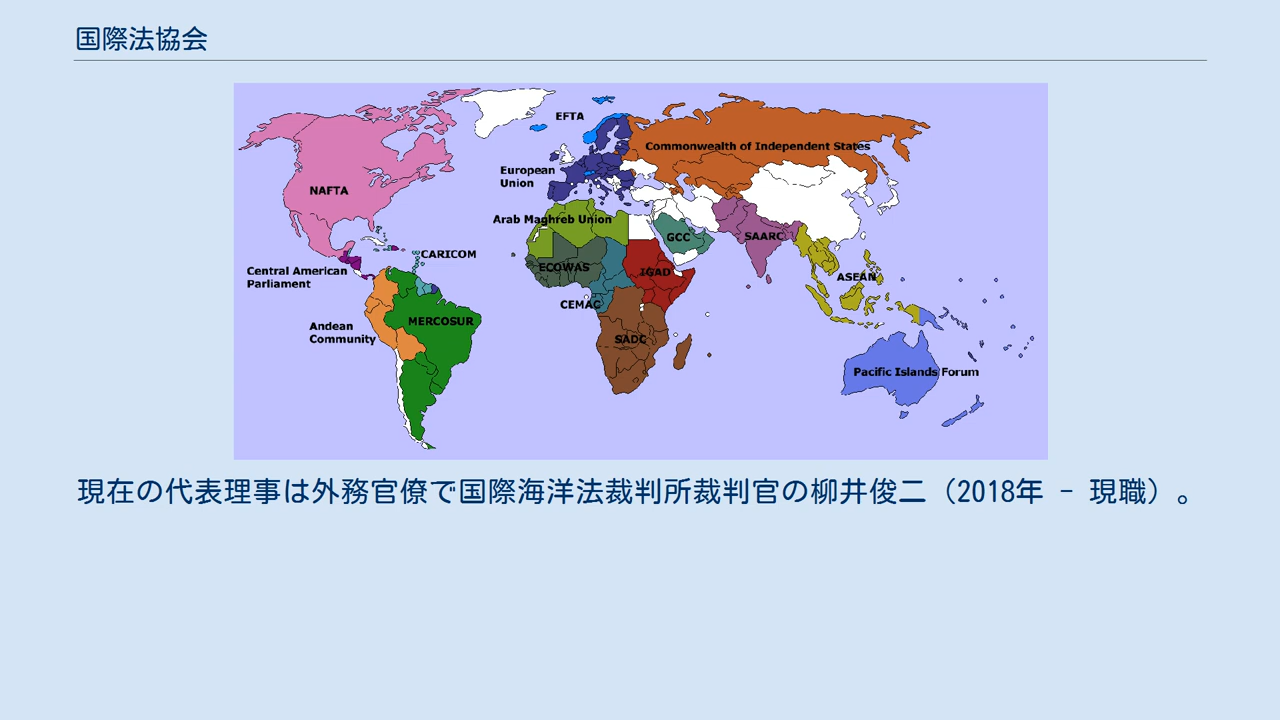 国際法協会
EFTA
Commonwealth of Independent States
European
Union
NAFTA
Arab Maghreb Union
GCC
SAARC
CARICOM
ECOWAS
IGAD
Central American
Parliament
ASEAN
CEMAC
MERCOSUR
Andean
Community
SADC
Pacific Islands Forum
現在の代表理事は外務官僚で国際海洋法裁判所裁判官の柳井俊二（2018年 - 現職）。